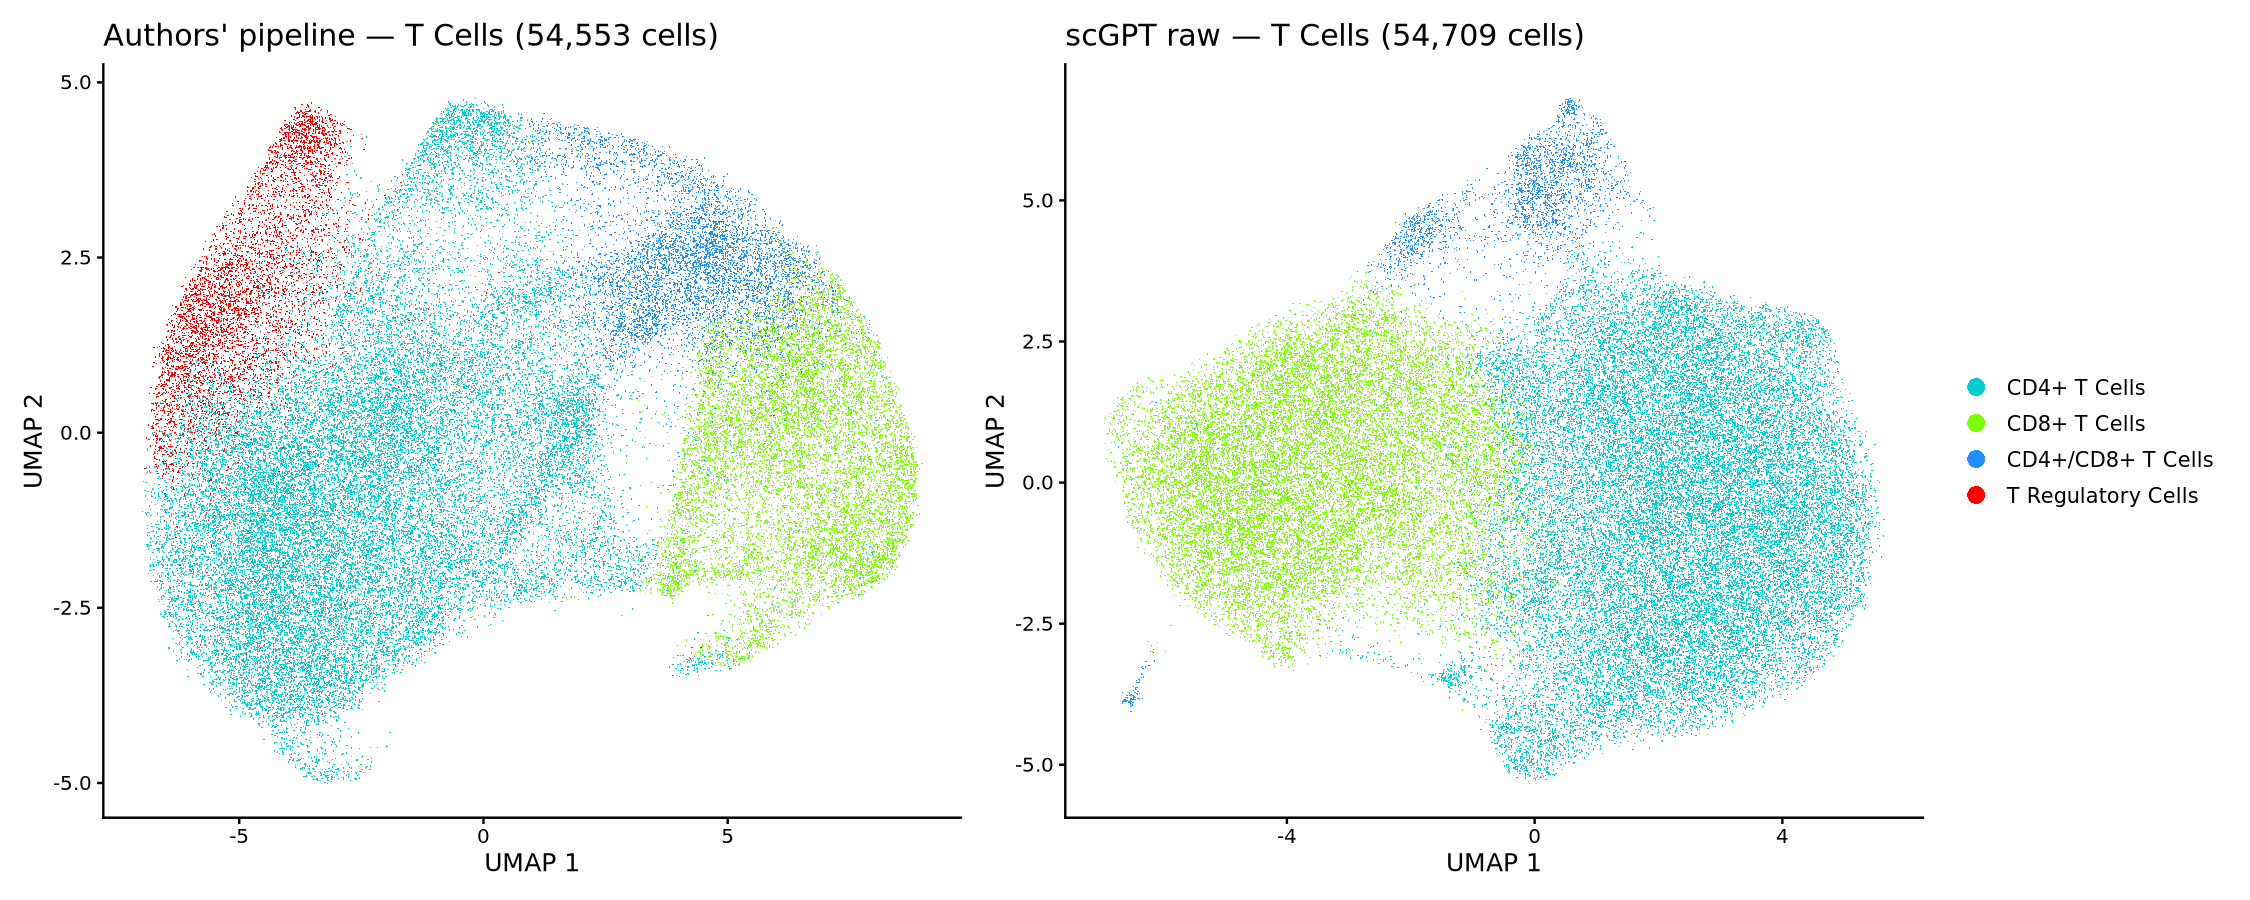 Authors' pipeline — T Cells (54,553 cells)
5.0
2.5
0.0
-2.5
-5.0
UMAP 2
-5
0
5
UMAP 1
scGPT raw — T Cells (54,709 cells)
5.0
2.5
0.0
-2.5
-5.0
UMAP 2
-4
0
4
UMAP 1
CD4+ T Cells
CD8+ T Cells
CD4+/CD8+ T Cells
T Regulatory Cells